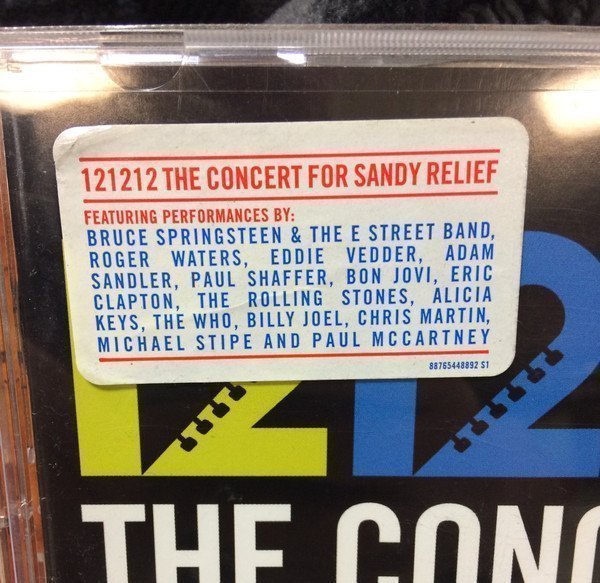 121212 THE CONCERT FOR SANDY RELIEF
FEATURING PERFORMANCES BY:
BRUCE SPRINGSTEEN & THE E STREET BAND,
ROGER WATERS, EDDIE VEDDER, ADAM
SANDLER, PAUL SHAFFER, BON JOVI, ERIC
CLAPTON, THE ROLLING STONES, ALICIA
KEYS, THE WHO, BILLY JOEL, CHRIS MARTIN,
MICHAEL STIPE AND PAUL MCCARTNEY
88765448892 S1
12 12
THE CONC